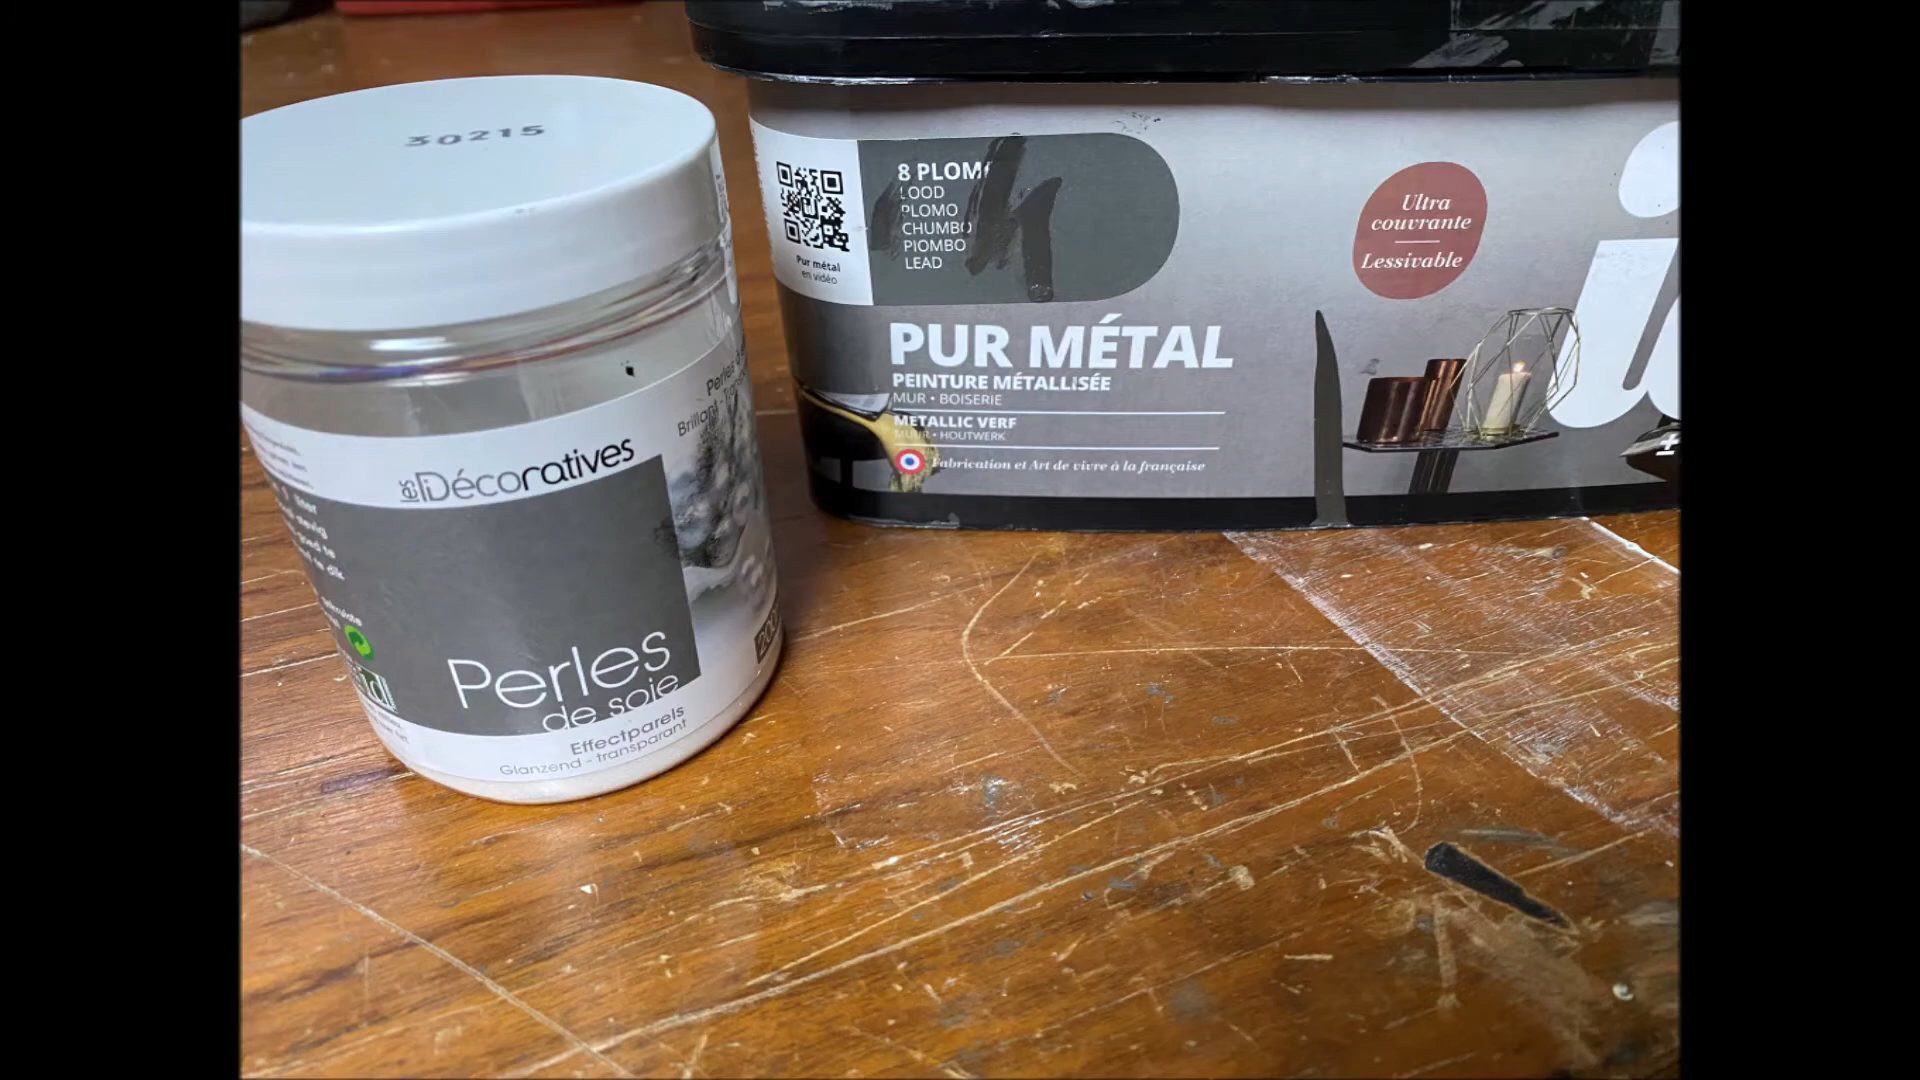 30215
les Décoratives
Perles
de soie
Effectparels
Glanzend - transparant
Perles
Brillant
8 PLOM
LOOD
PLOMO
CHUMBO
PIOMBO
LEAD
Pur métal
en vidéo
PUR MÉTAL
PEINTURE MÉTALLISÉE
MUR • BOISERIE
METALLIC VERF
MUUR • HOUTWERK
Fabrication et Art de vivre à la française
Ultra
couvrante
Lessivable